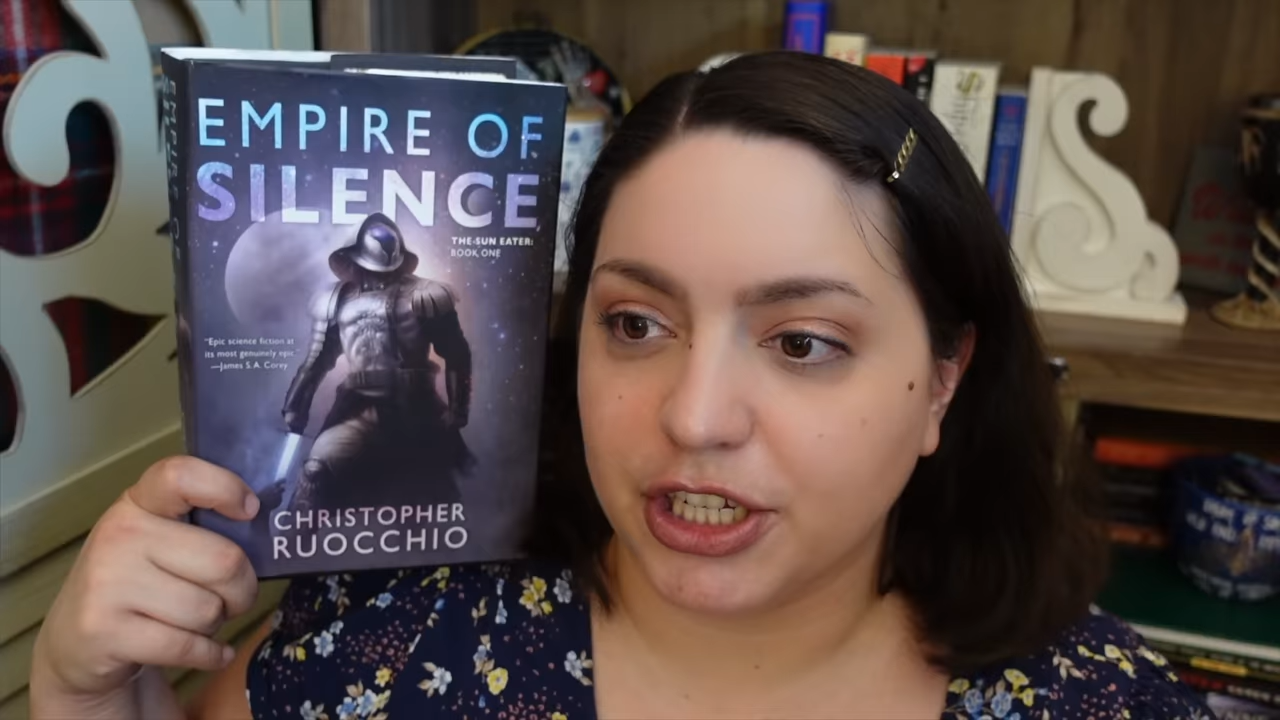 EMPIRE OF
SILENCE
THE SUN EATER:
BOOK ONE
"Epic science fiction at
its most genuinely epic."
—James S. A. Corey
CHRISTOPHER
RUOCCHIO